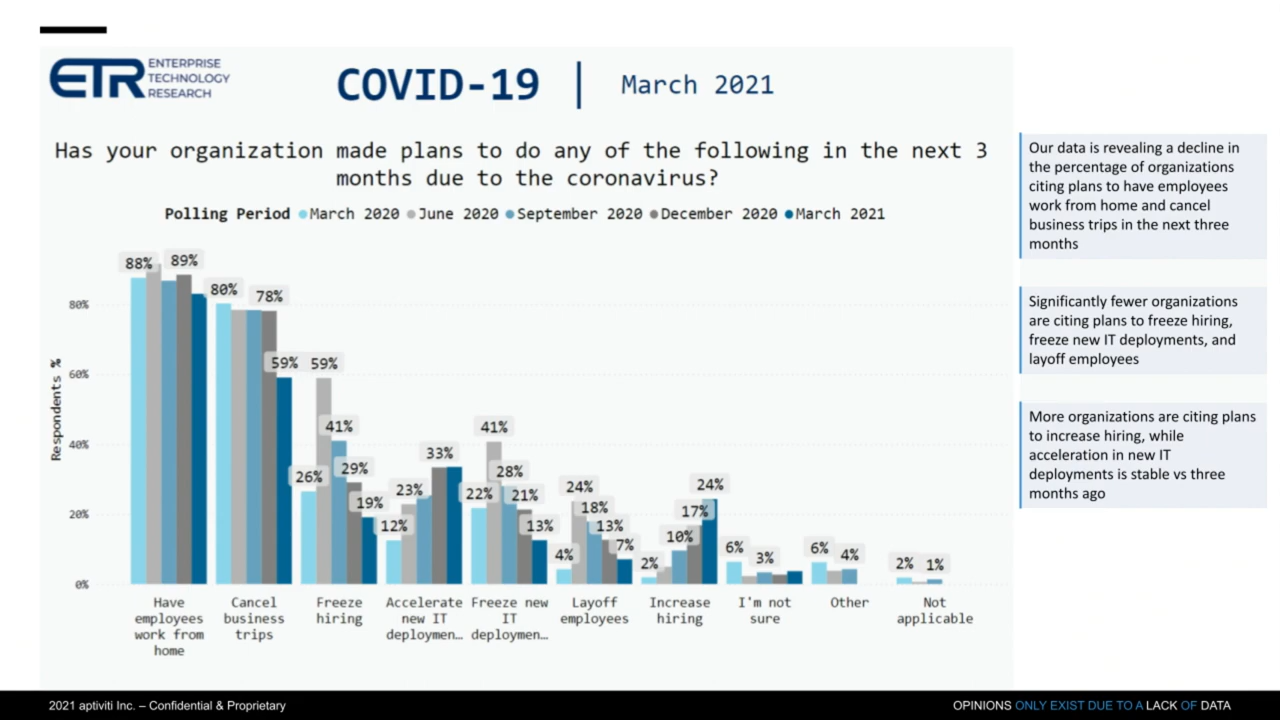 ETR ENTERPRISE
TECHNOLOGY
RESEARCH
COVID-19 | March 2021
Has your organization made plans to do any of the following in the next 3
months due to the coronavirus?
Polling Period March 2020 June 2020 September 2020 December 2020 March 2021
Respondents %
80%
60%
40%
20%
0%
88% 89%
80% 78% 59%
26% 59% 41% 29% 19%
12% 23% 33%
22% 41% 28% 21% 13%
4% 24% 18% 13% 7%
2% 10% 17% 24%
6% 3%
6% 4%
2% 1%
Have
employees
work from
home
Cancel
business
trips
Freeze
hiring
Accelerate
new IT
deploymen…
Freeze new
IT
deploymen…
Layoff
employees
Increase
hiring
I'm not
sure
Other
Not
applicable
Our data is revealing a decline in
the percentage of organizations
citing plans to have employees
work from home and cancel
business trips in the next three
months
Significantly fewer organizations
are citing plans to freeze hiring,
freeze new IT deployments, and
layoff employees
More organizations are citing plans
to increase hiring, while
acceleration in new IT
deployments is stable vs three
months ago
2021 aptiviti Inc. – Confidential & Proprietary
OPINIONS ONLY EXIST DUE TO A LACK OF DATA